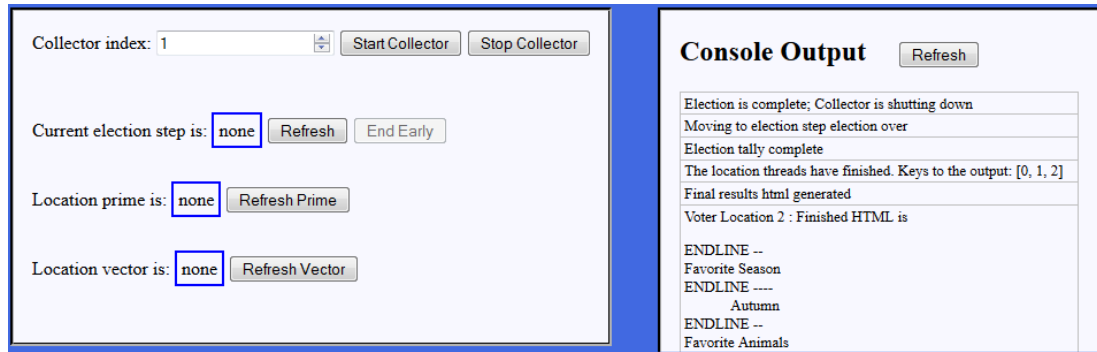 Collector index: 1 Start Collector Stop Collector
Current election step is: none Refresh End Early
Location prime is: none Refresh Prime
Location vector is: none Refresh Vector
Console Output Refresh
Election is complete; Collector is shutting down
Moving to election step election over
Election tally complete
The location threads have finished. Keys to the output: [0, 1, 2]
Final results html generated
Voter Location 2 : Finished HTML is
ENDLINE --
Favorite Season
ENDLINE ----
Autumn
ENDLINE --
Favorite Animals